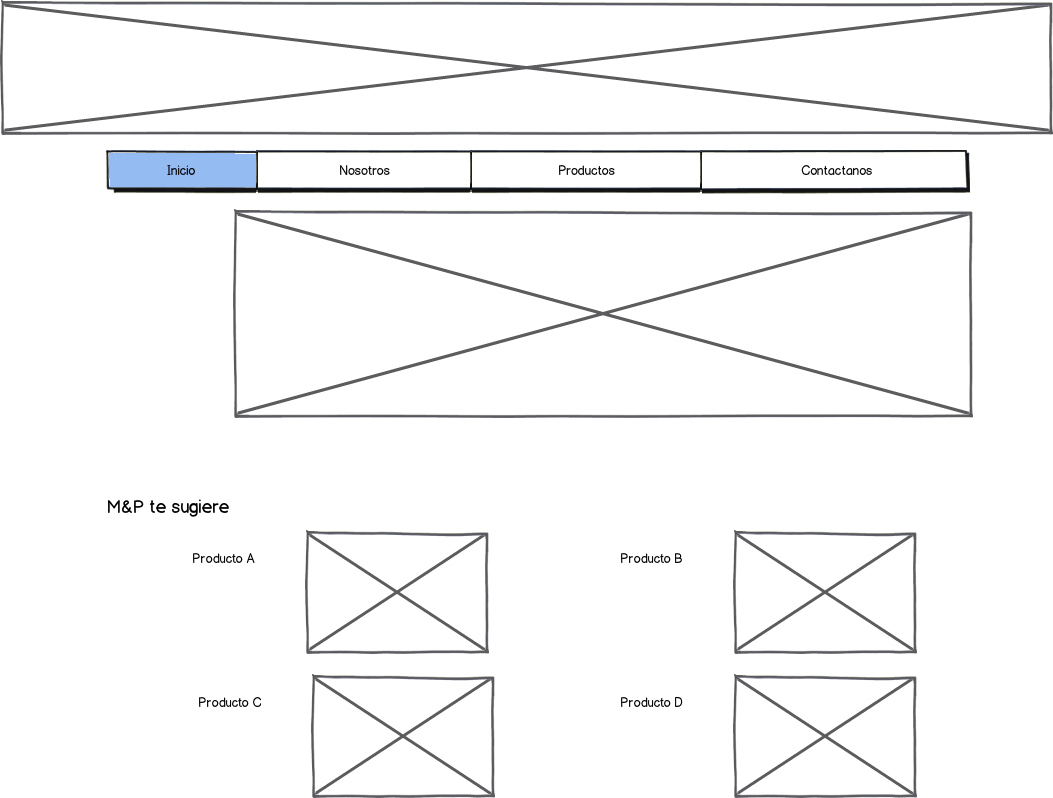 Inicio
Nosotros
Productos
Contactanos
M&P te sugiere
Producto A
Producto B
Producto C
Producto D